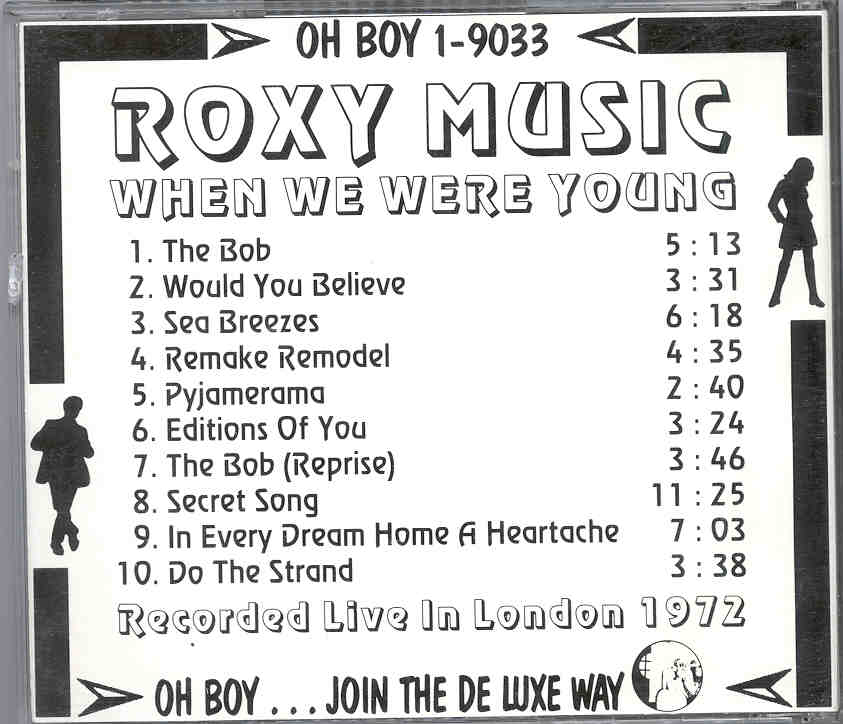 OH BOY 1-9033
ROXY MUSIC
WHEN WE WERE YOUNG
1. The Bob 5 : 13
2. Would You Believe 3 : 31
3. Sea Breezes 6 : 18
4. Remake Remodel 4 : 35
5. Pyjamerama 2 : 40
6. Editions Of You 3 : 24
7. The Bob (Reprise) 3 : 46
8. Secret Song 11 : 25
9. In Every Dream Home A Heartache 7 : 03
10. Do The Strand 3 : 38
Recorded Live In London 1972
OH BOY . . . JOIN THE DE LUXE WAY